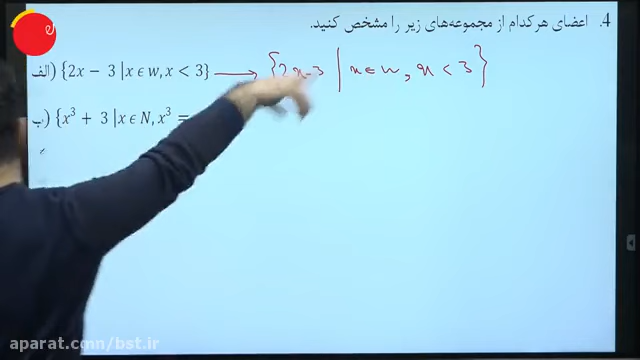 4. اعضای هرکدام از مجموعه‌های زیر را مشخص کنید.
الف) {2x − 3 | x ϵ w, x < 3} → {2x-3 | x ∈ w, x < 3}
ب) {x³ + 3 | x ϵ N, x³ =
aparat.com/bst.ir